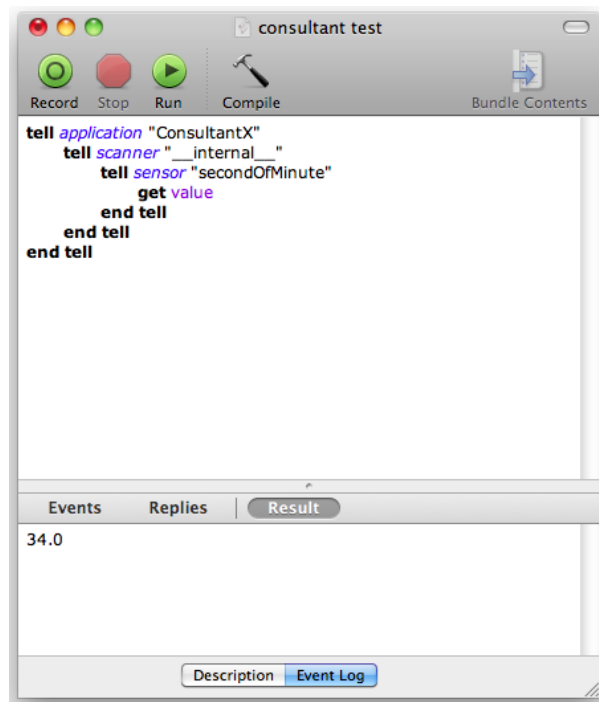 consultant test
Record Stop Run Compile Bundle Contents
tell application "ConsultantX"
tell scanner "__internal__"
tell sensor "secondOfMinute"
get value
end tell
end tell
end tell
Events Replies Result
34.0
Description Event Log